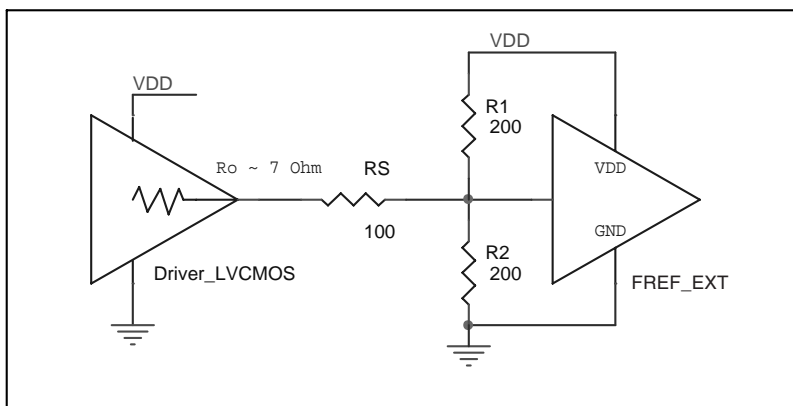 VDD
VDD
R1
200
Ro ~ 7 Ohm
RS
VDD
100
GND
R2
200
Driver_LVCMOS
FREF_EXT